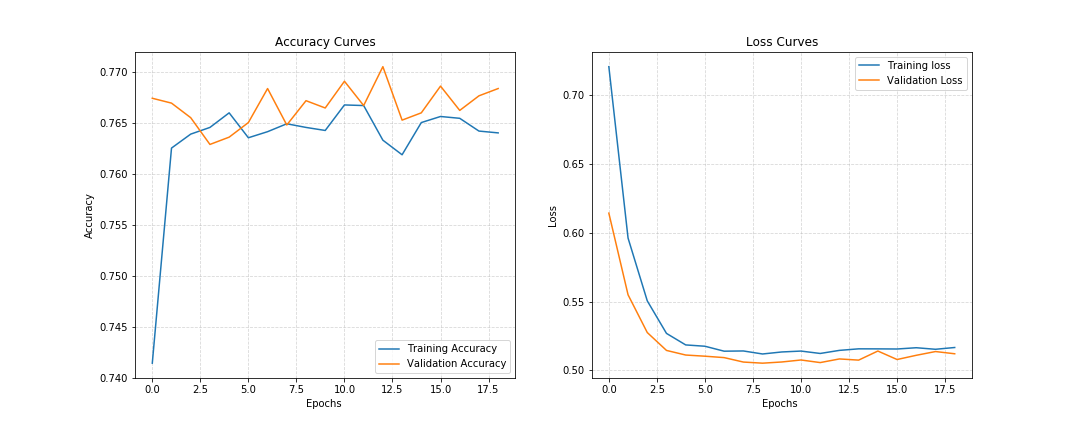 Accuracy Curves
0.770
0.765
0.760
0.755
0.750
0.745
0.740
Accuracy
0.0 2.5 5.0 7.5 10.0 12.5 15.0 17.5
Epochs
Training Accuracy
Validation Accuracy
Loss Curves
0.70
0.65
0.60
0.55
0.50
Loss
0.0 2.5 5.0 7.5 10.0 12.5 15.0 17.5
Epochs
Training loss
Validation Loss